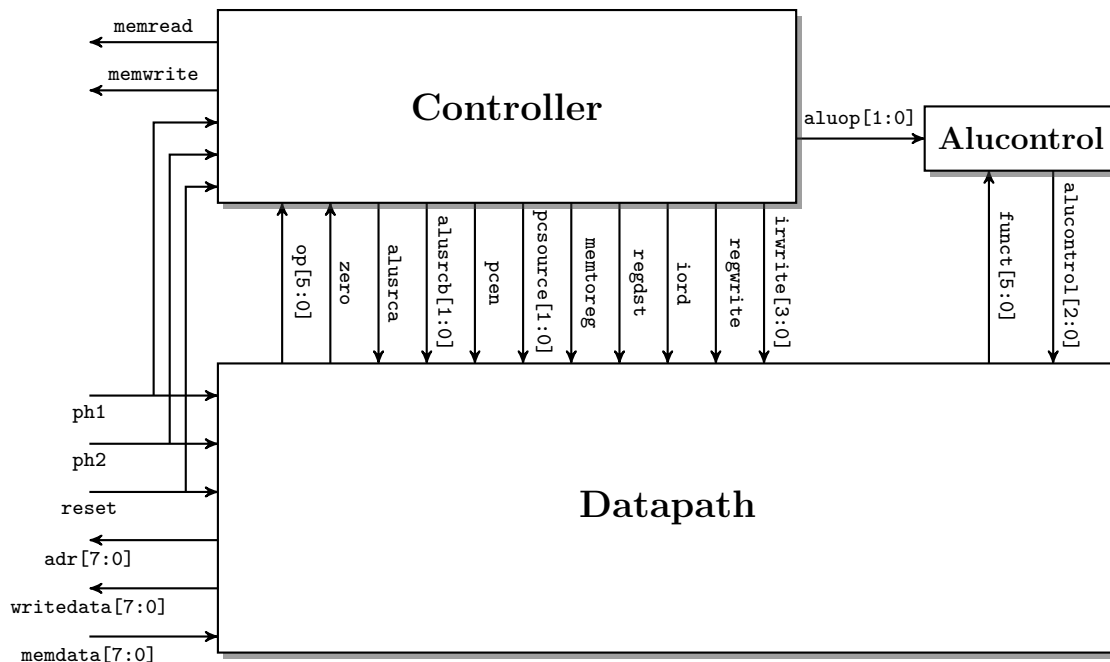 memread
memwrite
Controller
aluop[1:0]
Alucontrol
op[5:0]
zero
alusrca
alusrcb[1:0]
pcen
pcsource[1:0]
memtoreg
regdst
iord
regwrite
irwrite[3:0]
funct[5:0]
alucontrol[2:0]
ph1
ph2
reset
adr[7:0]
writedata[7:0]
memdata[7:0]
Datapath